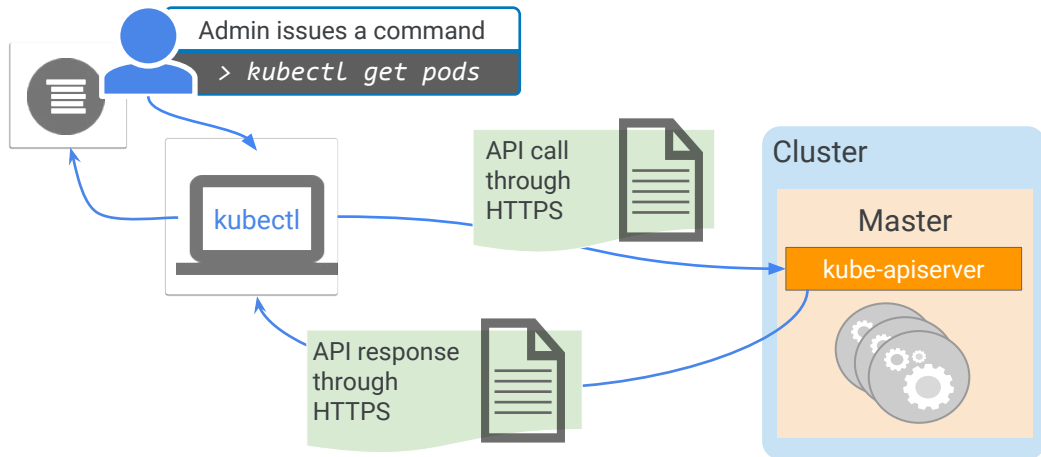 Admin issues a command
> kubectl get pods
kubectl
API call
through
HTTPS
Cluster
Master
kube-apiserver
API response
through
HTTPS